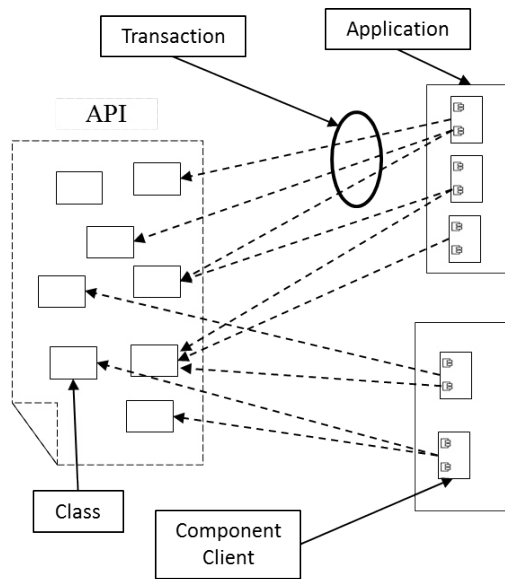 Transaction
Application
API
Class
Component
Client